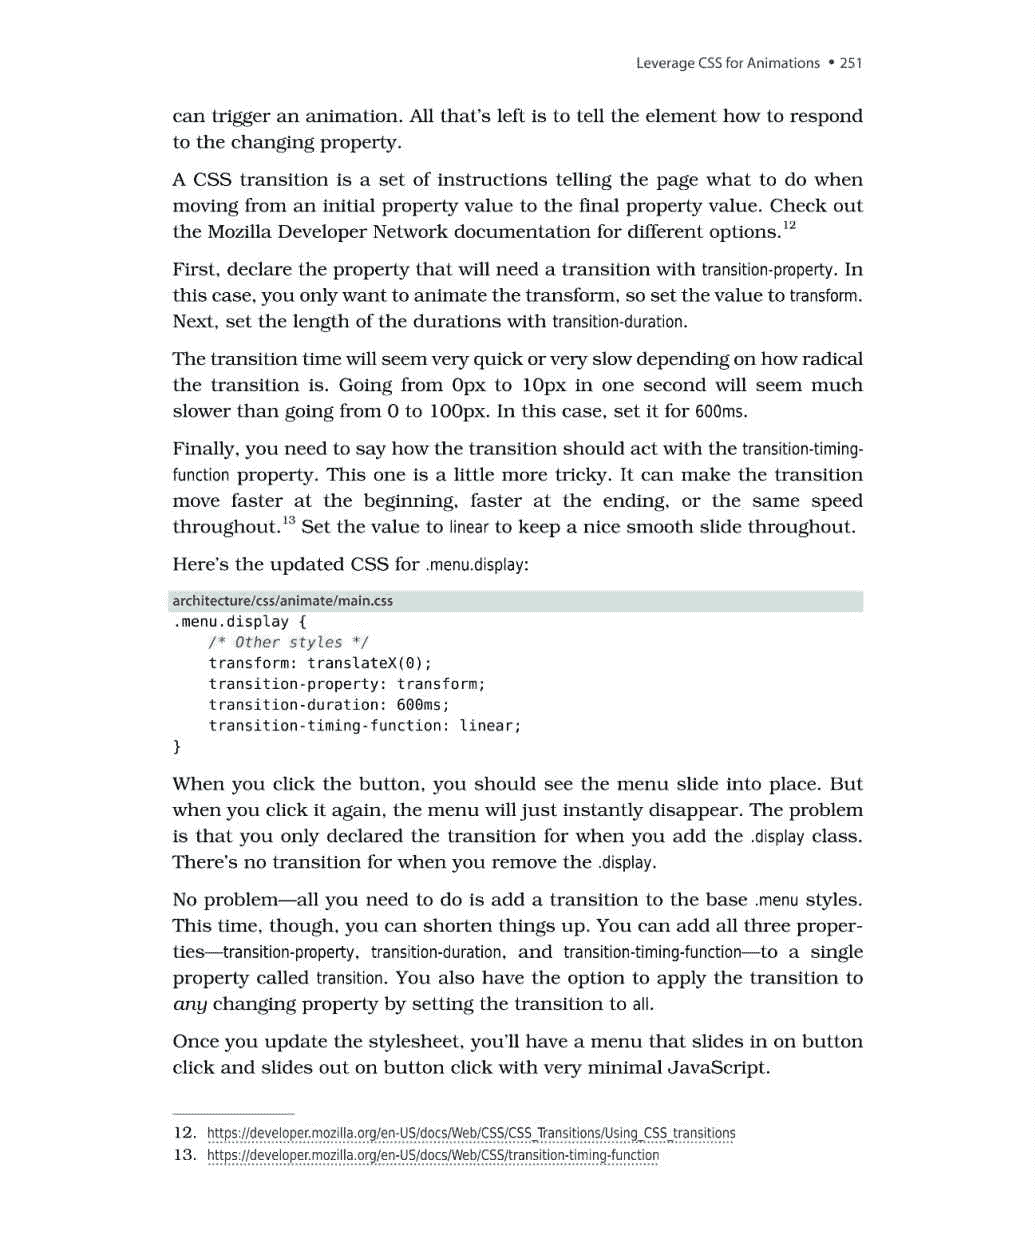 Leverage CSS for Animations • 251
can trigger an animation. All that's left is to tell the element how to respond
to the changing property.
A CSS transition is a set of instructions telling the page what to do when
moving from an initial property value to the final property value. Check out
the Mozilla Developer Network documentation for different options.12
First, declare the property that will need a transition with transition-property. In
this case, you only want to animate the transform, so set the value to transform.
Next, set the length of the durations with transition-duration.
The transition time will seem very quick or very slow depending on how radical
the transition is. Going from 0px to 10px in one second will seem much
slower than going from 0 to 100px. In this case, set it for 600ms.
Finally, you need to say how the transition should act with the transition-timing-
function property. This one is a little more tricky. It can make the transition
move faster at the beginning, faster at the ending, or the same speed
throughout.13 Set the value to linear to keep a nice smooth slide throughout.
Here's the updated CSS for .menu.display:
architecture/css/animate/main.css
.menu.display {
    /* Other styles */
    transform: translateX(0);
    transition-property: transform;
    transition-duration: 600ms;
    transition-timing-function: linear;
}
When you click the button, you should see the menu slide into place. But
when you click it again, the menu will just instantly disappear. The problem
is that you only declared the transition for when you add the .display class.
There's no transition for when you remove the .display.
No problem—all you need to do is add a transition to the base .menu styles.
This time, though, you can shorten things up. You can add all three proper-
ties—transition-property, transition-duration, and transition-timing-function—to a single
property called transition. You also have the option to apply the transition to
any changing property by setting the transition to all.
Once you update the stylesheet, you'll have a menu that slides in on button
click and slides out on button click with very minimal JavaScript.
12. https://developer.mozilla.org/en-US/docs/Web/CSS/CSS_Transitions/Using_CSS_transitions
13. https://developer.mozilla.org/en-US/docs/Web/CSS/transition-timing-function